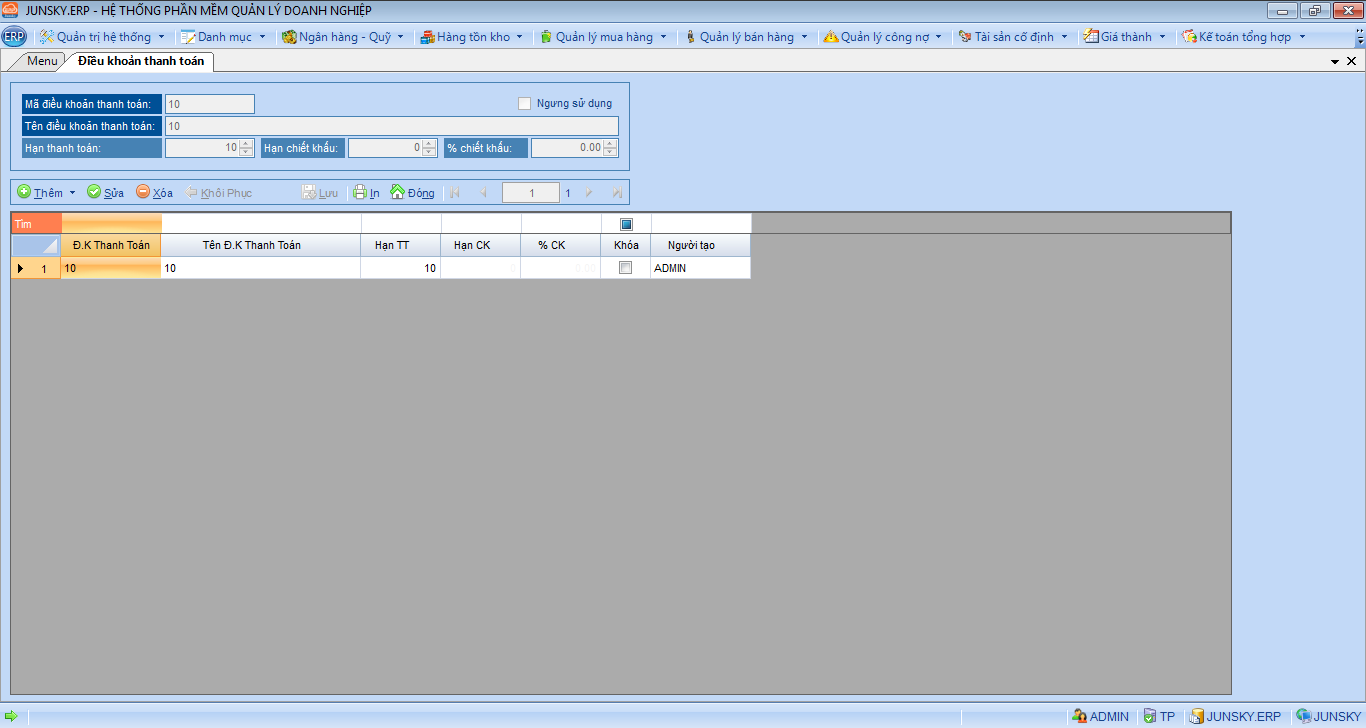 JUNSKY.ERP - HỆ THỐNG PHẦN MỀM QUẢN LÝ DOANH NGHIỆP
ERP Quản trị hệ thống Danh mục Ngân hàng - Quỹ Hàng tồn kho Quản lý mua hàng Quản lý bán hàng Quản lý công nợ Tài sản cố định Giá thành Kế toán tổng hợp
Menu Điều khoản thanh toán
Mã điều khoản thanh toán: 10 Ngưng sử dụng
Tên điều khoản thanh toán: 10
Hạn thanh toán: 10 Hạn chiết khấu: 0 % chiết khấu: 0.00
Thêm Sửa Xóa Khôi Phục Lưu In Đóng 1 1
Tìm
Đ.K Thanh Toán Tên Đ.K Thanh Toán Hạn TT Hạn CK % CK Khóa Người tạo
1 10 10 10 0 0.00 ADMIN
ADMIN TP JUNSKY.ERP JUNSKY